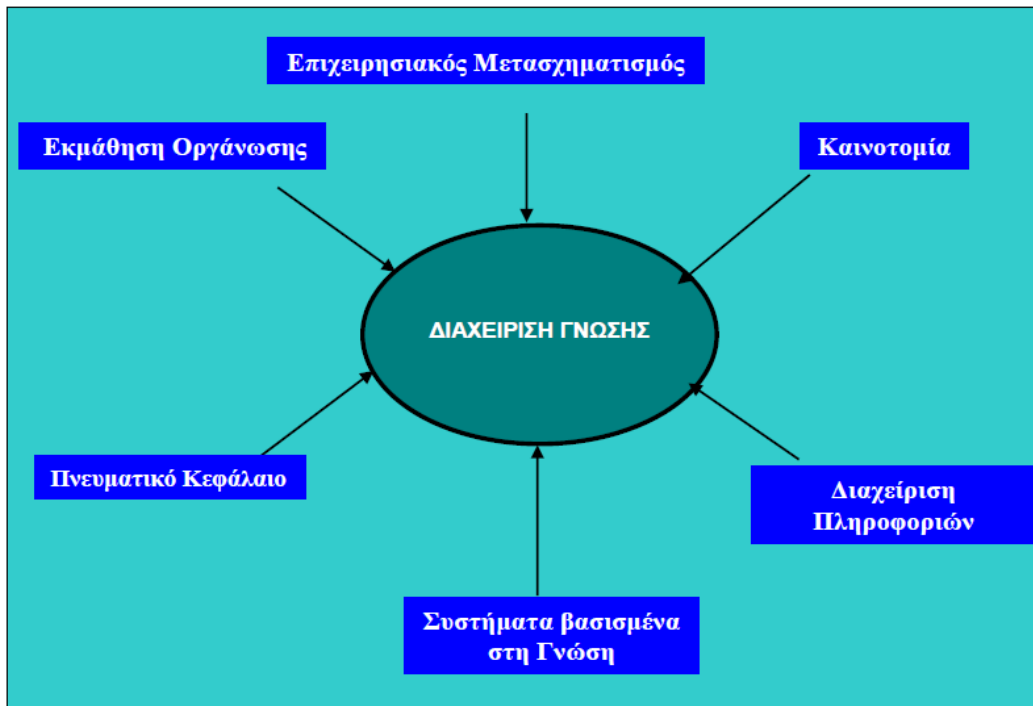 Επιχειρησιακός Μετασχηματισμός
Εκμάθηση Οργάνωσης
Καινοτομία
ΔΙΑΧΕΙΡΙΣΗ ΓΝΩΣΗΣ
Πνευματικό Κεφάλαιο
Διαχείριση
Πληροφοριών
Συστήματα βασισμένα
στη Γνώση